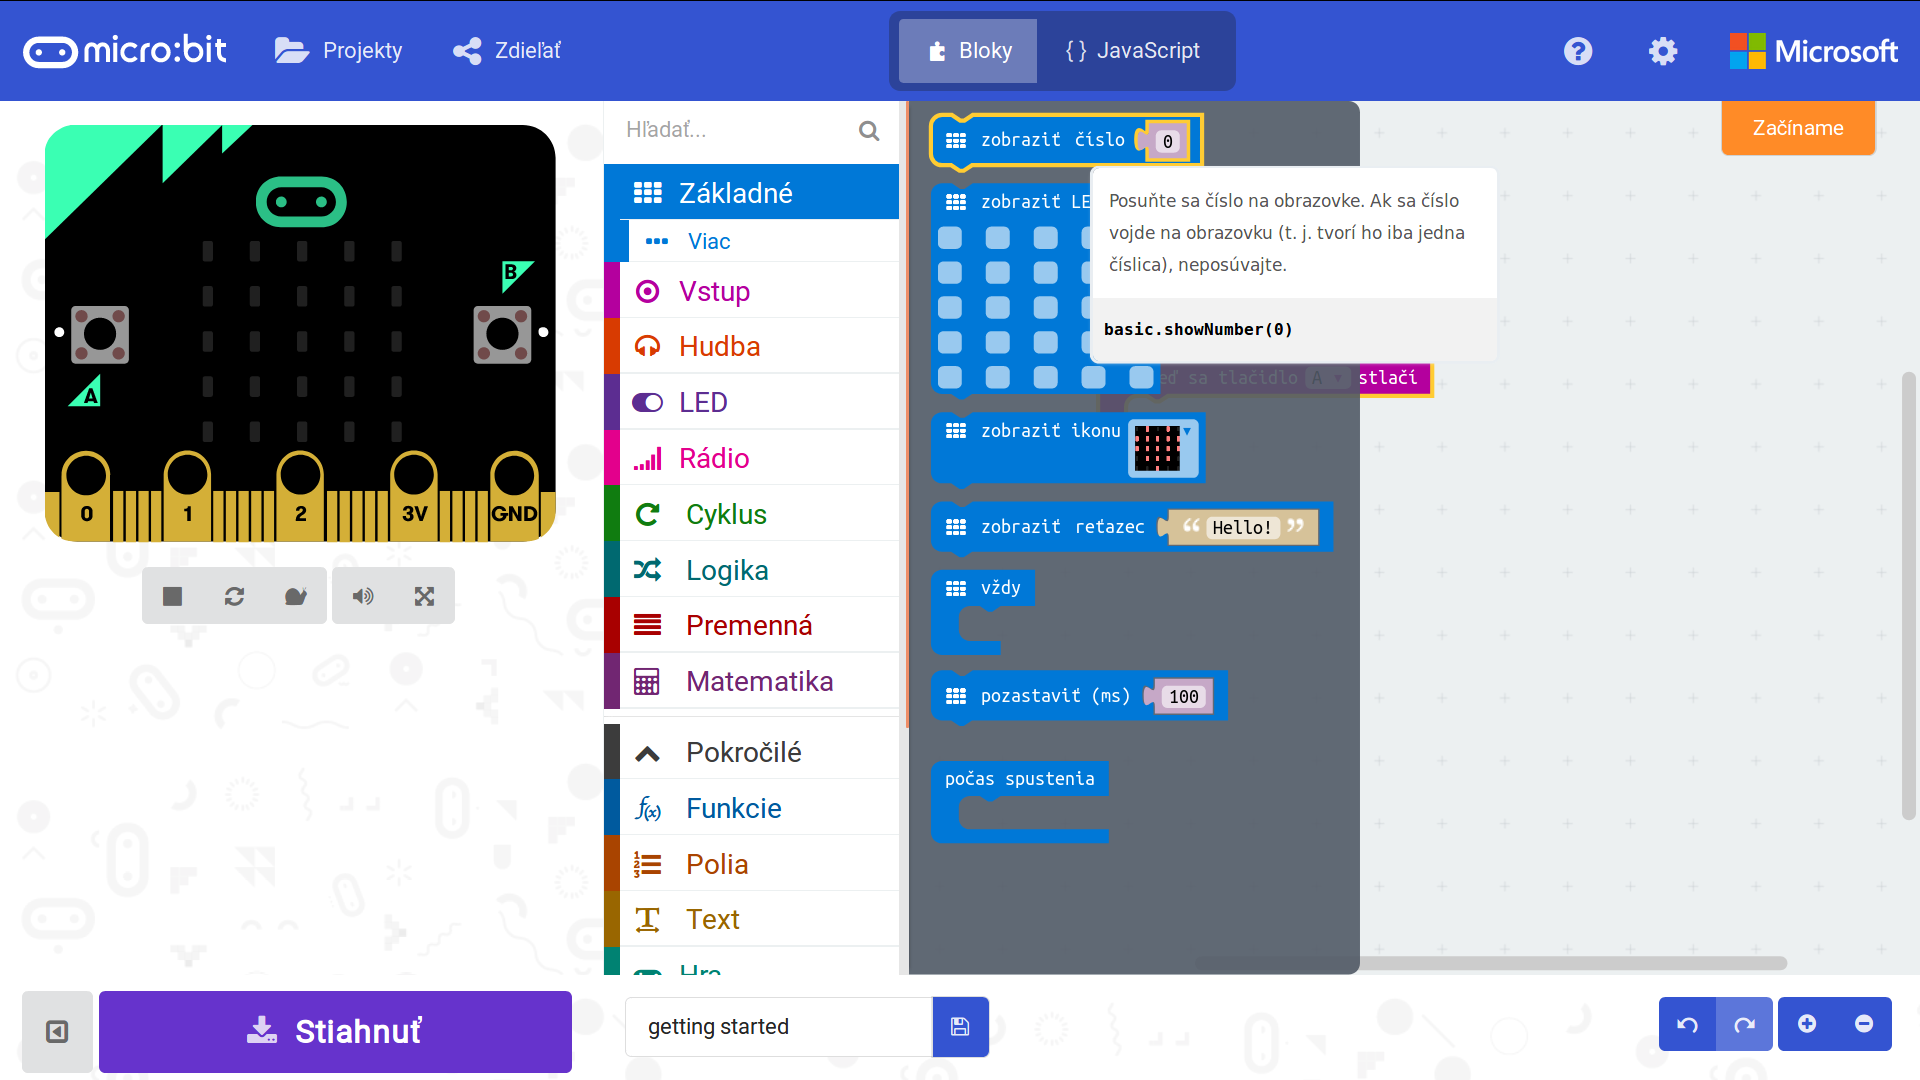 micro:bit
Projekty
Zdieľať
Bloky
{ } JavaScript
Microsoft
Začíname
Hľadať...
Základné
Viac
Vstup
Hudba
LED
Rádio
Cyklus
Logika
Premenná
Matematika
Pokročilé
Funkcie
Polia
Text
Hra
zobraziť číslo 0
zobraziť LE
Posuňte sa číslo na obrazovke. Ak sa číslo
vojde na obrazovku (t. j. tvorí ho iba jedna
číslica), neposúvajte.
basic.showNumber(0)
eď sa tlačidlo A stlačí
zobraziť ikonu
zobraziť reťazec “ Hello! ”
vždy
pozastaviť (ms) 100
počas spustenia
B
A
0 1 2 3V GND
Stiahnuť
getting started